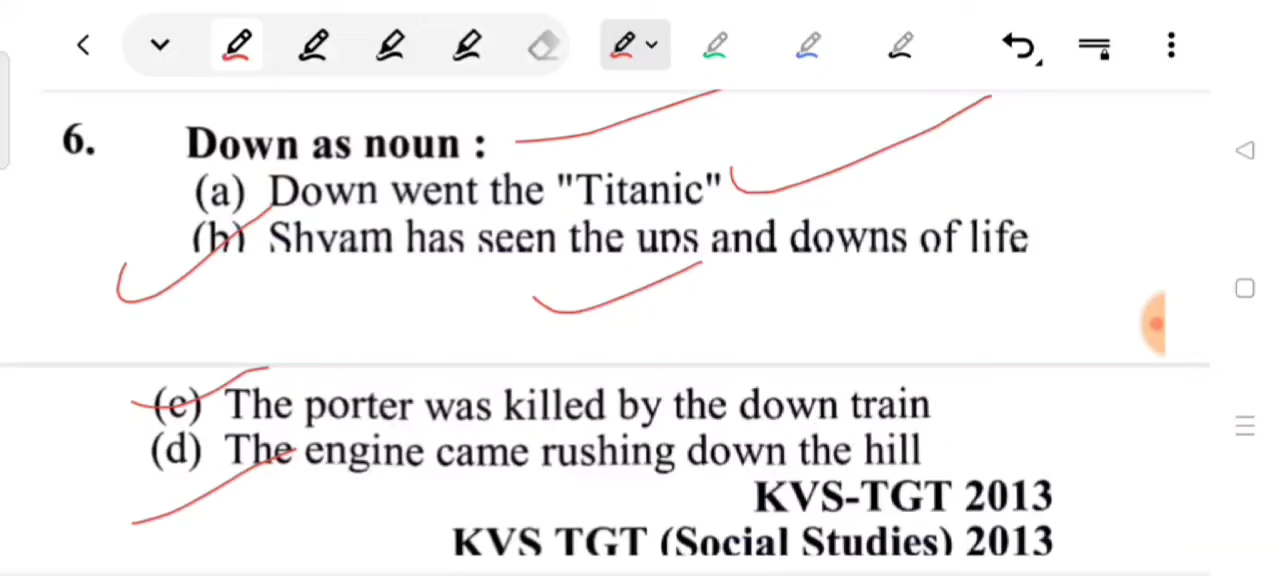 6. Down as noun :
(a) Down went the "Titanic"
(b) Shyam has seen the ups and downs of life
(c) The porter was killed by the down train
(d) The engine came rushing down the hill
KVS-TGT 2013
KVS TGT (Social Studies) 2013